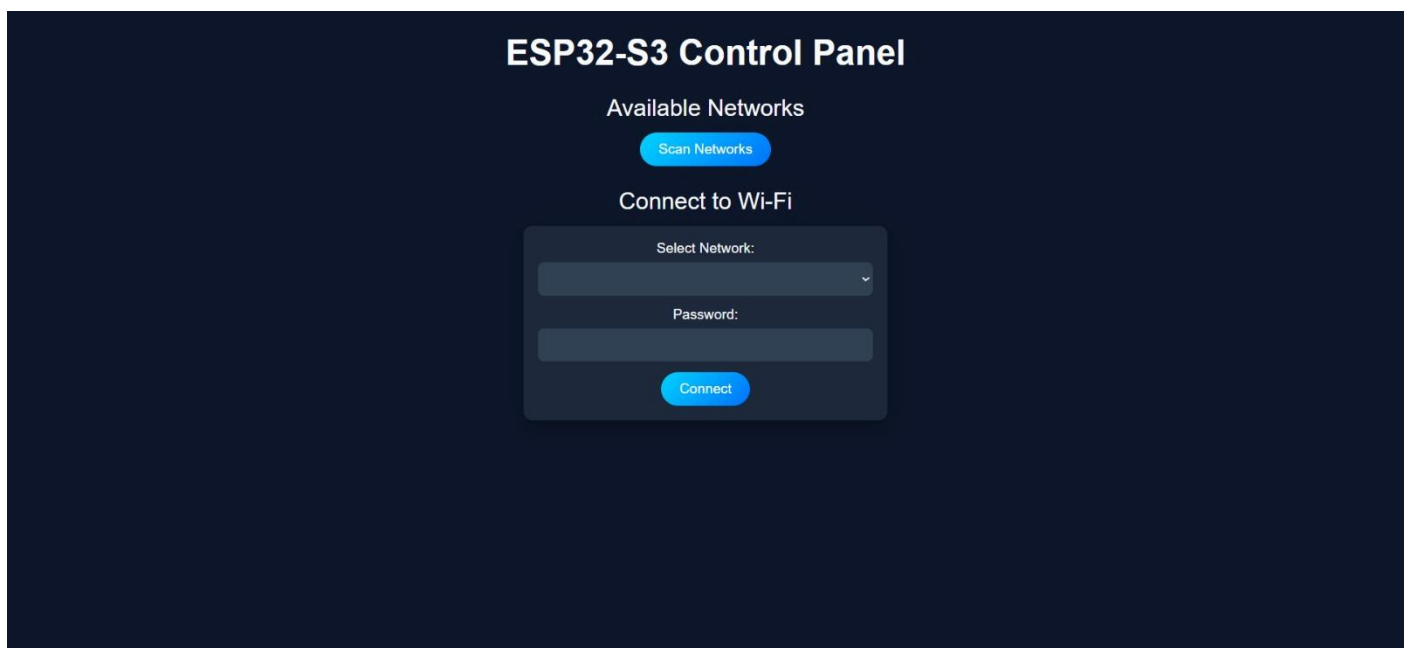 ESP32-S3 Control Panel
Available Networks
Scan Networks
Connect to Wi-Fi
Select Network:
Password:
Connect